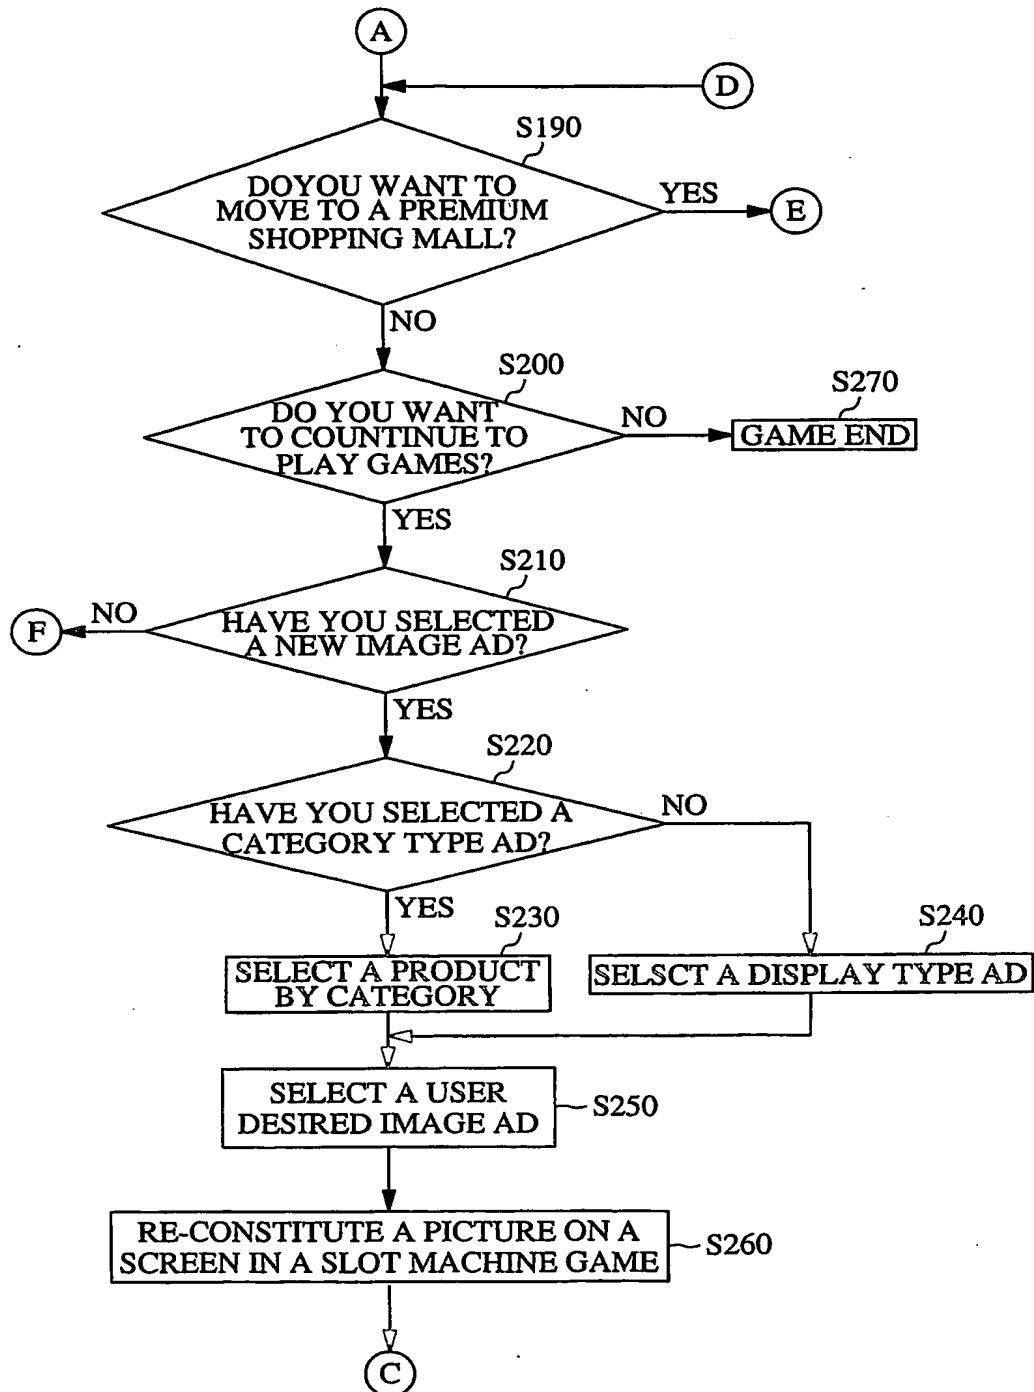 A
D
S190
DOYOU WANT TO
MOVE TO A PREMIUM
SHOPPING MALL?
YES
E
NO
S200
DO YOU WANT
TO COUNTINUE TO
PLAY GAMES?
NO
S270
GAME END
YES
S210
HAVE YOU SELECTED
A NEW IMAGE AD?
NO
F
YES
S220
HAVE YOU SELECTED A
CATEGORY TYPE AD?
NO
YES
S230
SELECT A PRODUCT
BY CATEGORY
S240
SELSCT A DISPLAY TYPE AD
SELECT A USER
DESIRED IMAGE AD
S250
RE-CONSTITUTE A PICTURE ON A
SCREEN IN A SLOT MACHINE GAME
S260
C